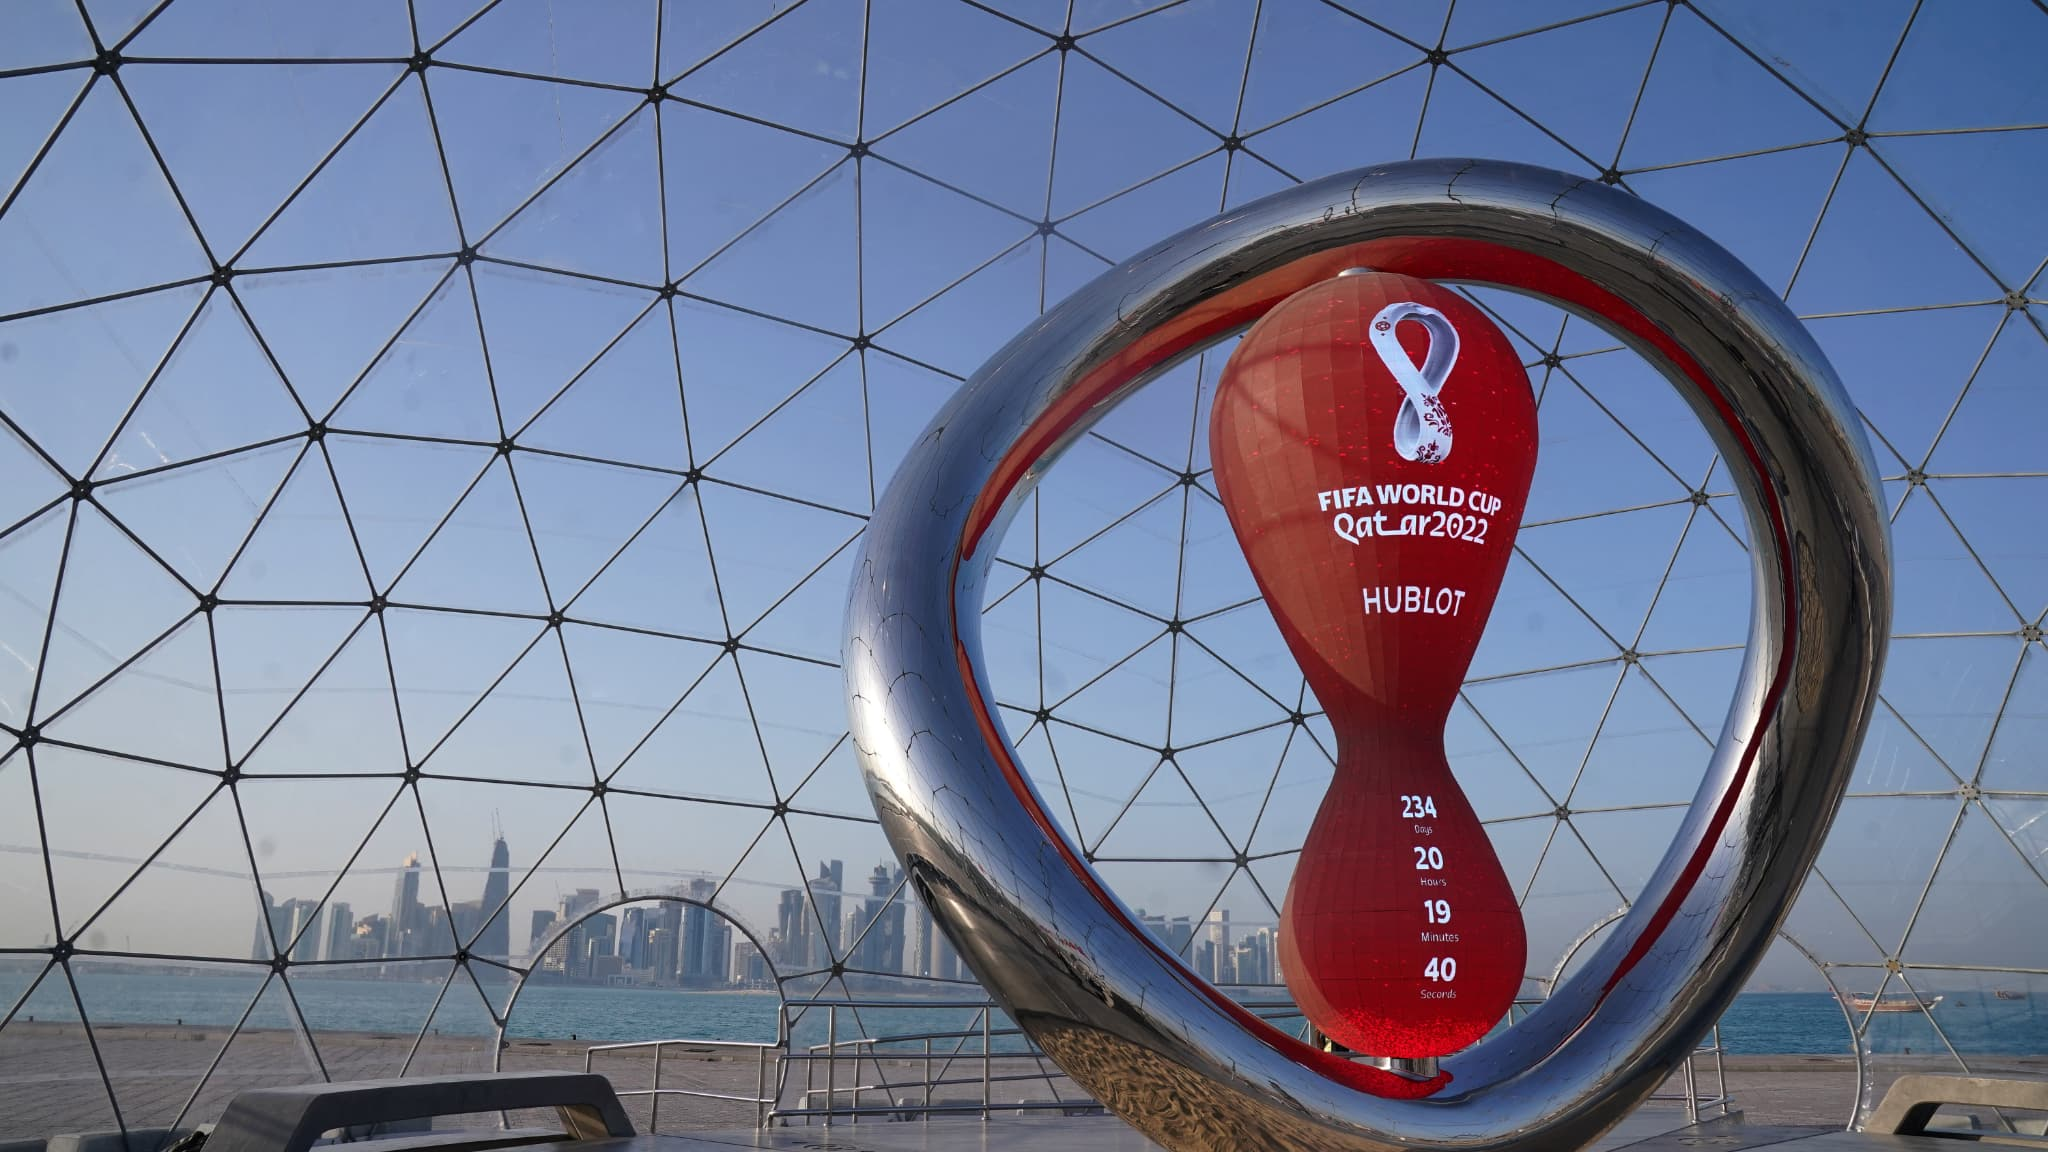 FIFA WORLD CUP
Qatar2022
HUBLOT
234
Days
20
Hours
19
Minutes
40
Seconds